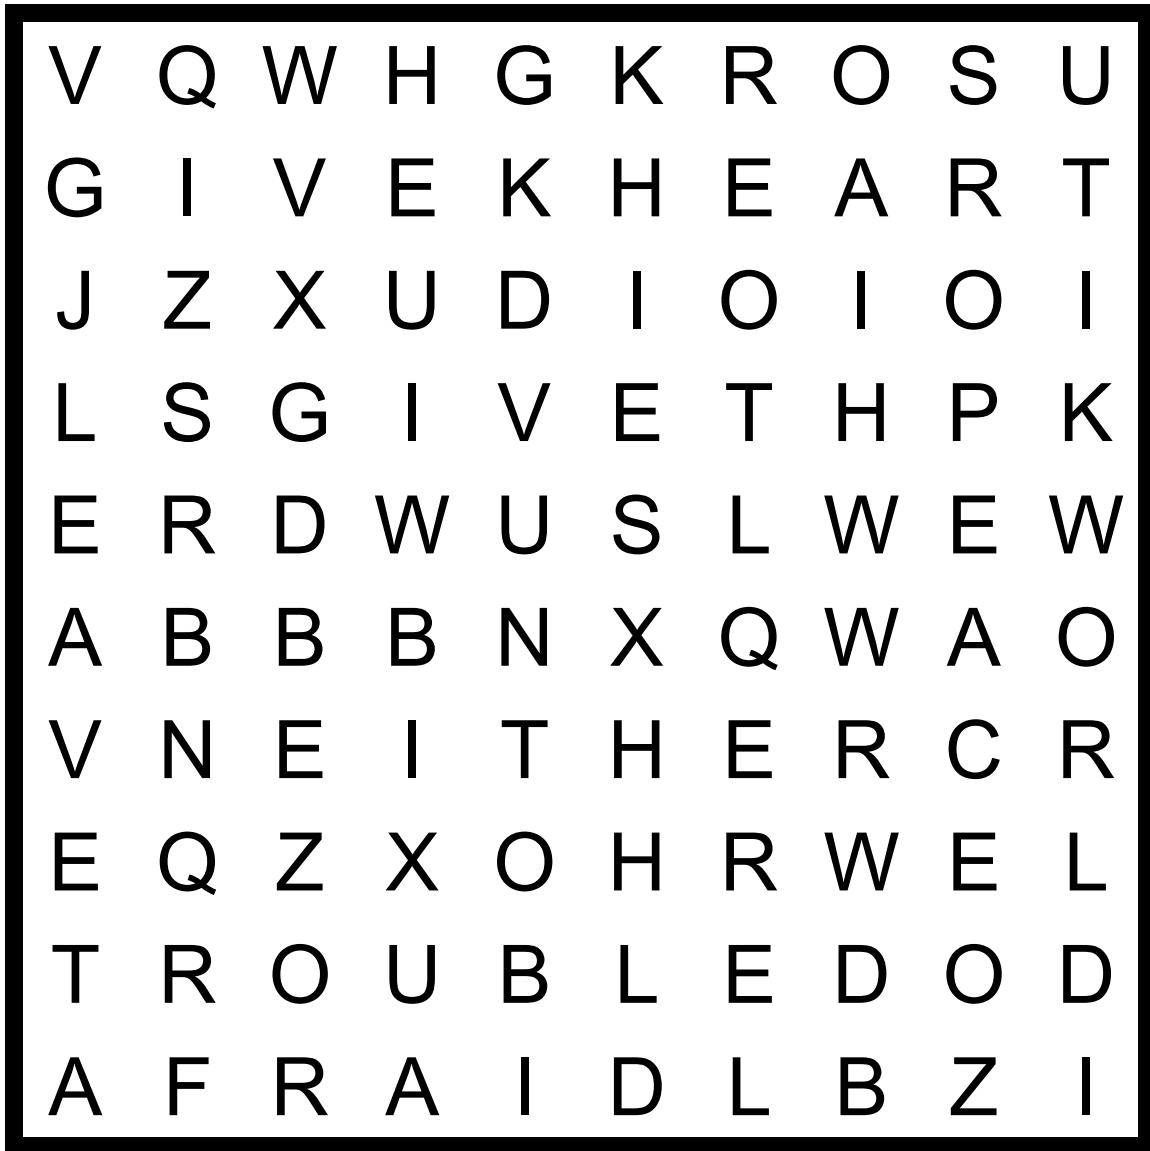 V Q W H G K R O S U
G I V E K H E A R T
J Z X U D I O I O I
L S G I V E T H P K
E R D W U S L W E W
A B B B N X Q W A O
V N E I T H E R C R
E Q Z X O H R W E L
T R O U B L E D O D
A F R A I D L B Z I